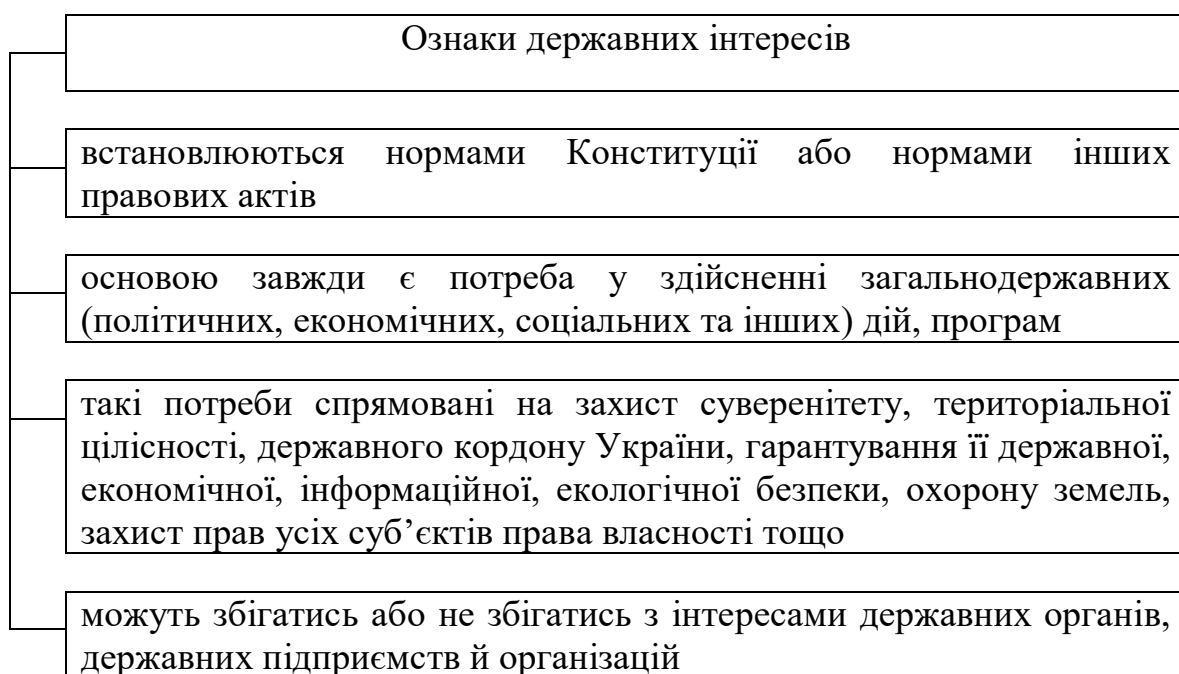 Ознаки державних інтересів
встановлюються нормами Конституції або нормами інших
правових актів
основою завжди є потреба у здійсненні загальнодержавних
(політичних, економічних, соціальних та інших) дій, програм
такі потреби спрямовані на захист суверенітету, територіальної
цілісності, державного кордону України, гарантування її державної,
економічної, інформаційної, екологічної безпеки, охорону земель,
захист прав усіх суб’єктів права власності тощо
можуть збігатись або не збігатись з інтересами державних органів,
державних підприємств й організацій